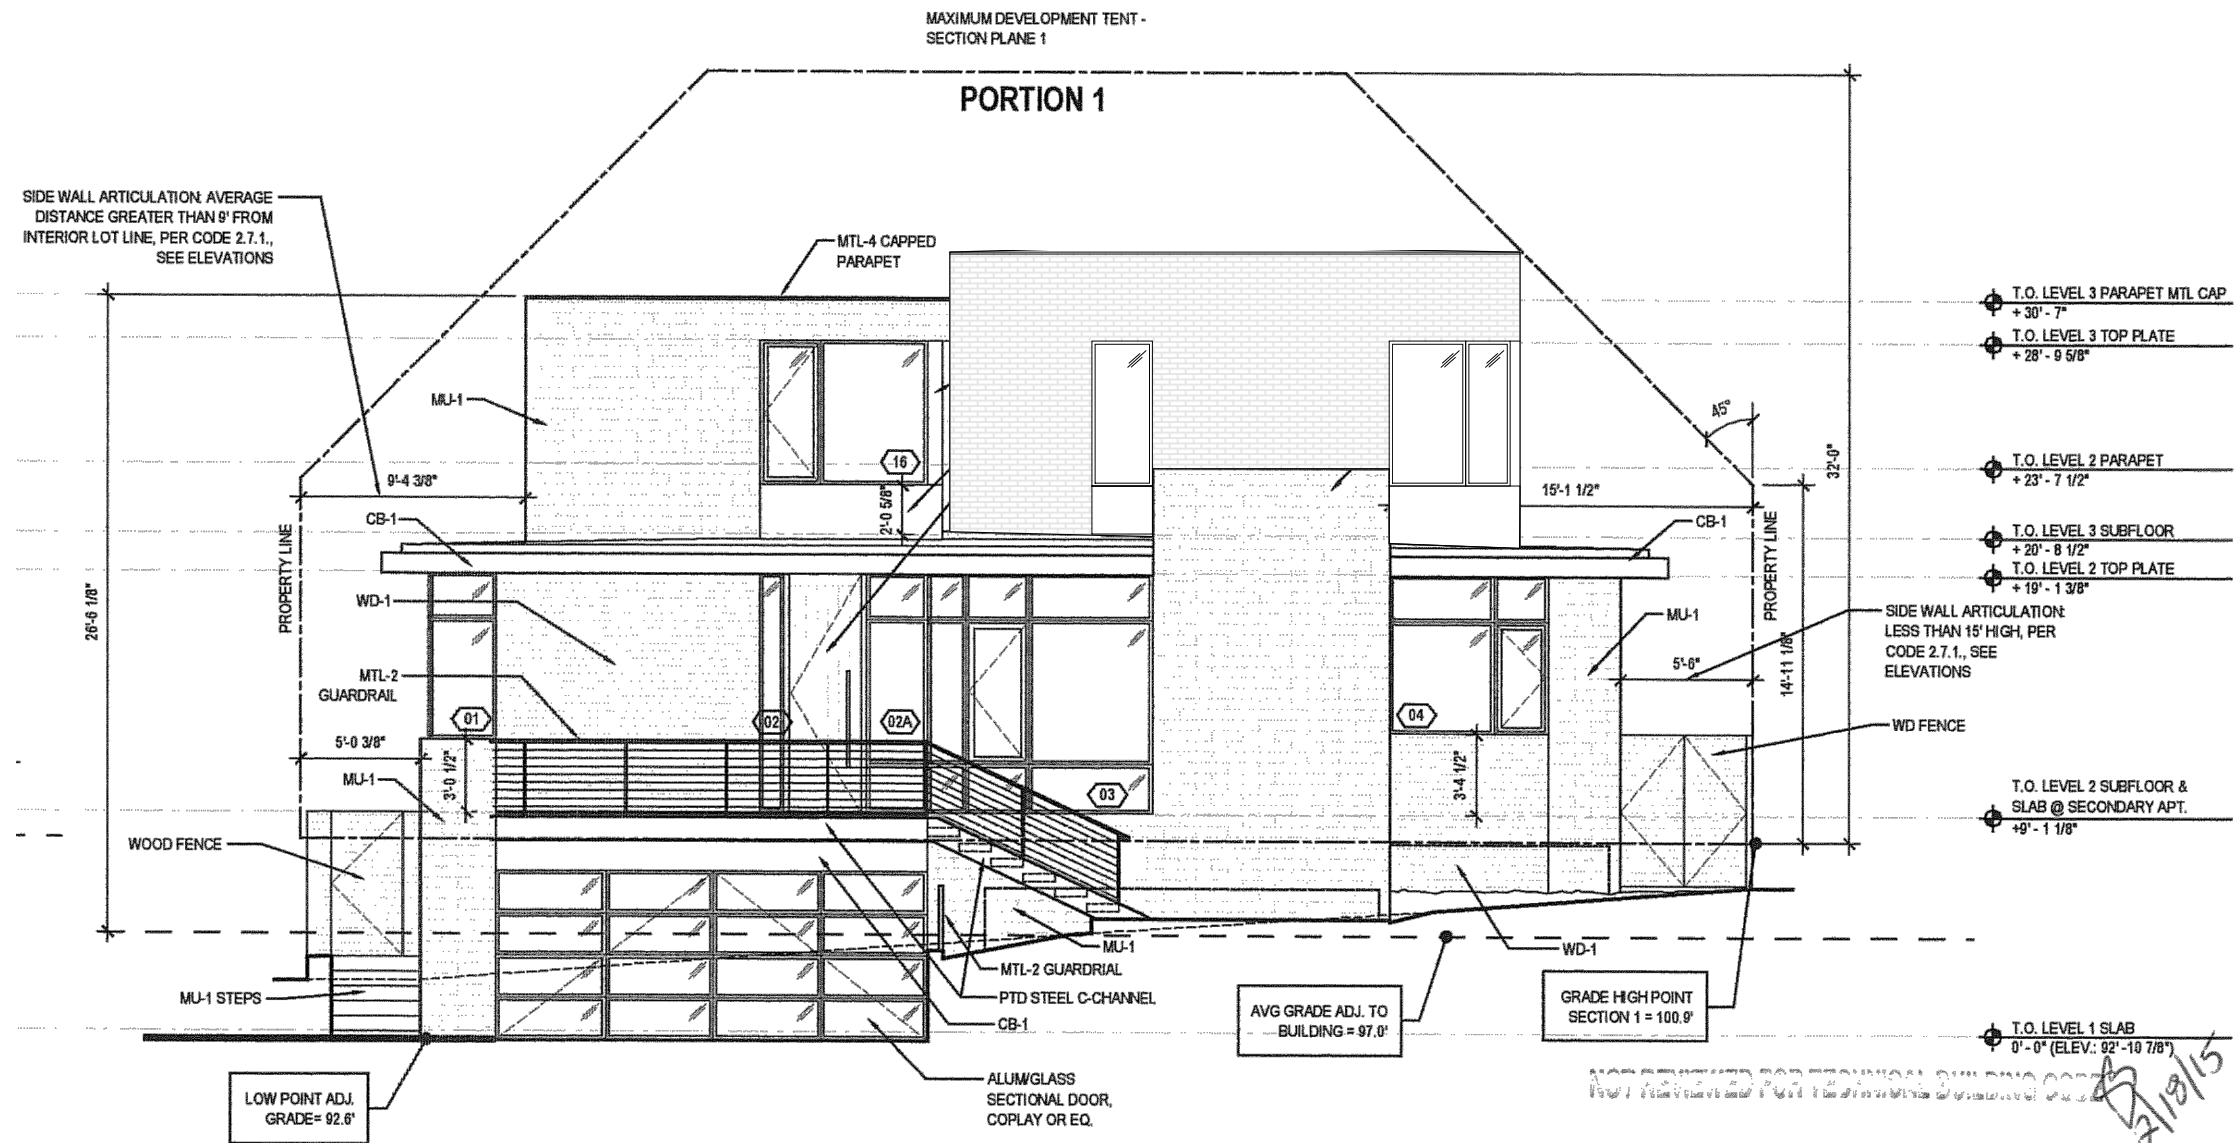 MAXIMUM DEVELOPMENT TENT -
SECTION PLANE 1
PORTION 1
SIDE WALL ARTICULATION: AVERAGE
DISTANCE GREATER THAN 9' FROM
INTERIOR LOT LINE, PER CODE 2.7.1.,
SEE ELEVATIONS
MTL-4 CAPPED
PARAPET
T.O. LEVEL 3 PARAPET MTL CAP
+ 30' - 7"
T.O. LEVEL 3 TOP PLATE
+ 28' - 9 5/8"
MU-1
45°
32'-0"
16
T.O. LEVEL 2 PARAPET
+ 23' - 7 1/2"
9'-4 3/8"
15'-1 1/2"
2'-0 5/8"
CB-1
CB-1
PROPERTY LINE
PROPERTY LINE
T.O. LEVEL 3 SUBFLOOR
+ 20' - 8 1/2"
T.O. LEVEL 2 TOP PLATE
+ 19' - 1 3/8"
26'-6 1/8"
WD-1
MU-1
SIDE WALL ARTICULATION:
LESS THAN 15' HIGH, PER
CODE 2.7.1., SEE
ELEVATIONS
5'-6"
14'-11 1/8"
MTL-2
GUARDRAIL
01
02
02A
04
WD FENCE
5'-0 3/8"
MU-1
3'-0 1/2"
3'-4 1/2"
03
T.O. LEVEL 2 SUBFLOOR &
SLAB @ SECONDARY APT.
+9' - 1 1/8"
WOOD FENCE
MU-1
WD-1
MTL-2 GUARDRIAL
MU-1 STEPS
PTD STEEL C-CHANNEL
CB-1
AVG GRADE ADJ. TO
BUILDING = 97.0'
GRADE HIGH POINT
SECTION 1 = 100.9'
T.O. LEVEL 1 SLAB
0' - 0" (ELEV.: 92' -10 7/8")
LOW POINT ADJ.
GRADE= 92.6'
ALUM/GLASS
SECTIONAL DOOR,
COPLAY OR EQ.
NOT REVIEWED FOR TECHNICAL BUILDING CODE
2/18/15